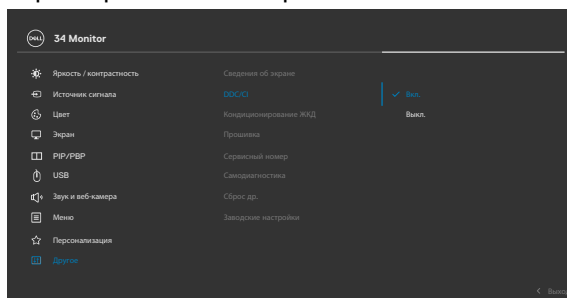 DELL
34 Monitor
Яркость / контрастность
Источник сигнала
Цвет
Экран
PIP/PBP
USB
Звук и веб-камера
Меню
Персонализация
Другое
Сведения об экране
DDC/CI
Кондиционирование ЖКД
Прошивка
Сервисный номер
Самодиагностика
Сброс др.
Заводские настройки
Вкл.
Выкл.
Выход